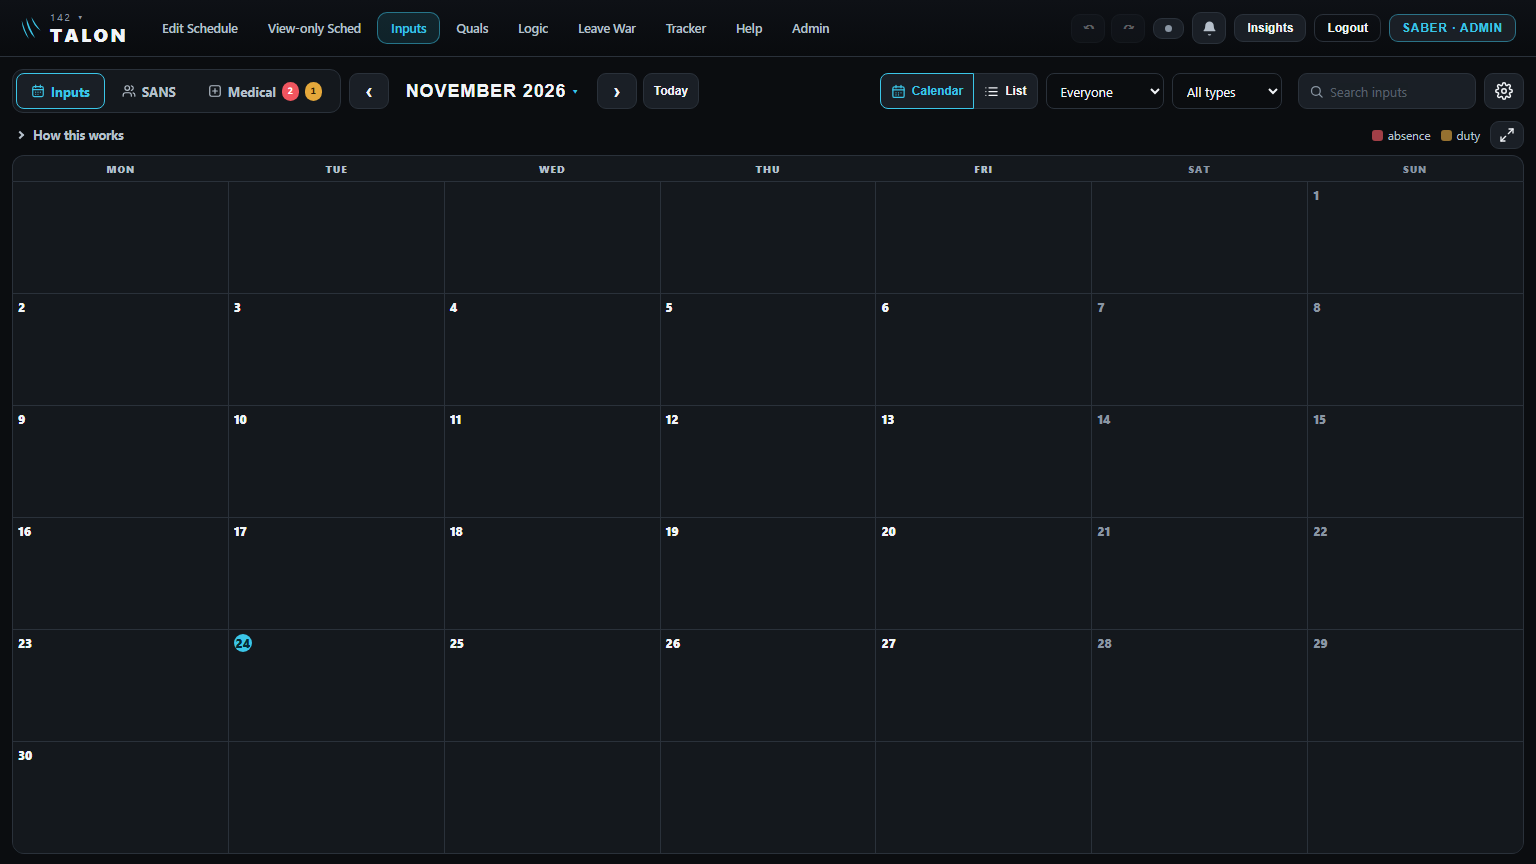 142 ▾
TALON
Edit Schedule
View-only Sched
Inputs
Quals
Logic
Leave War
Tracker
Help
Admin
Insights
Logout
SABER · ADMIN
Inputs
SANS
Medical 2 1
‹
NOVEMBER 2026 ▾
›
Today
Calendar
List
Everyone
All types
Search inputs
How this works
absence
duty
MON TUE WED THU FRI SAT SUN
1
2 3 4 5 6 7 8
9 10 11 12 13 14 15
16 17 18 19 20 21 22
23 24 25 26 27 28 29
30